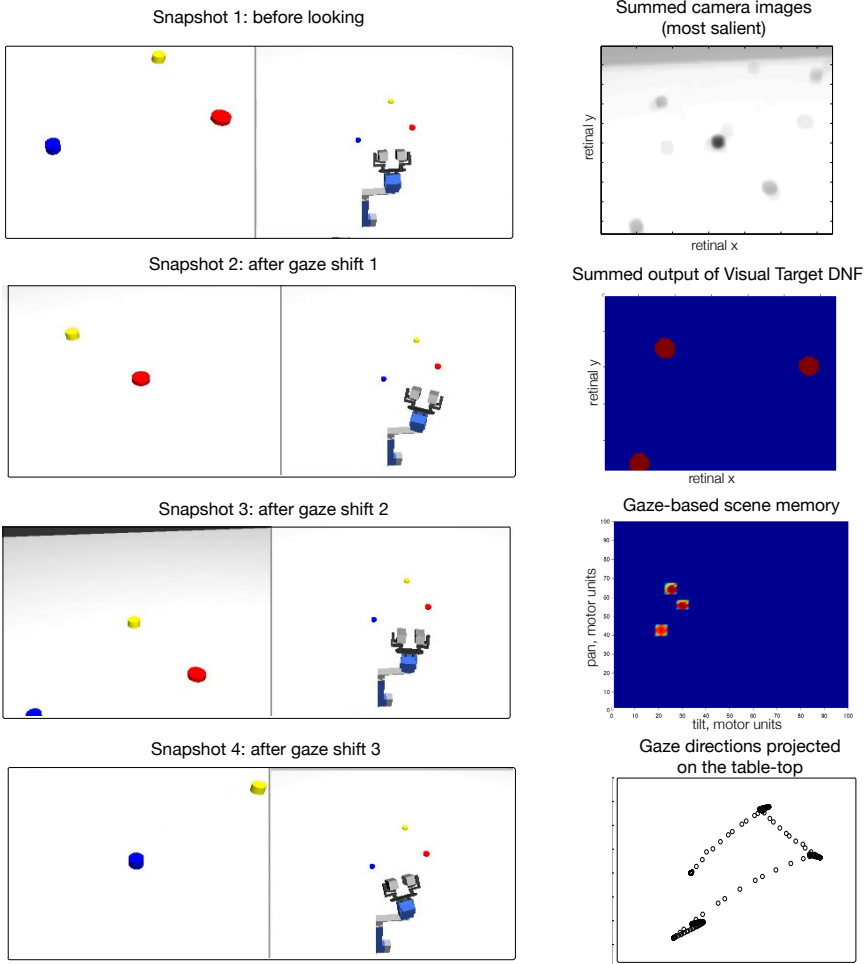 Snapshot 1: before looking
Summed camera images
(most salient)
retinal y
retinal x
Snapshot 2: after gaze shift 1
Summed output of Visual Target DNF
retinal y
retinal x
Snapshot 3: after gaze shift 2
Gaze-based scene memory
pan, motor units
100
90
80
70
60
50
40
30
20
10
0
0 10 20 30 40 50 60 70 80 90 100
tilt, motor units
Snapshot 4: after gaze shift 3
Gaze directions projected
on the table-top